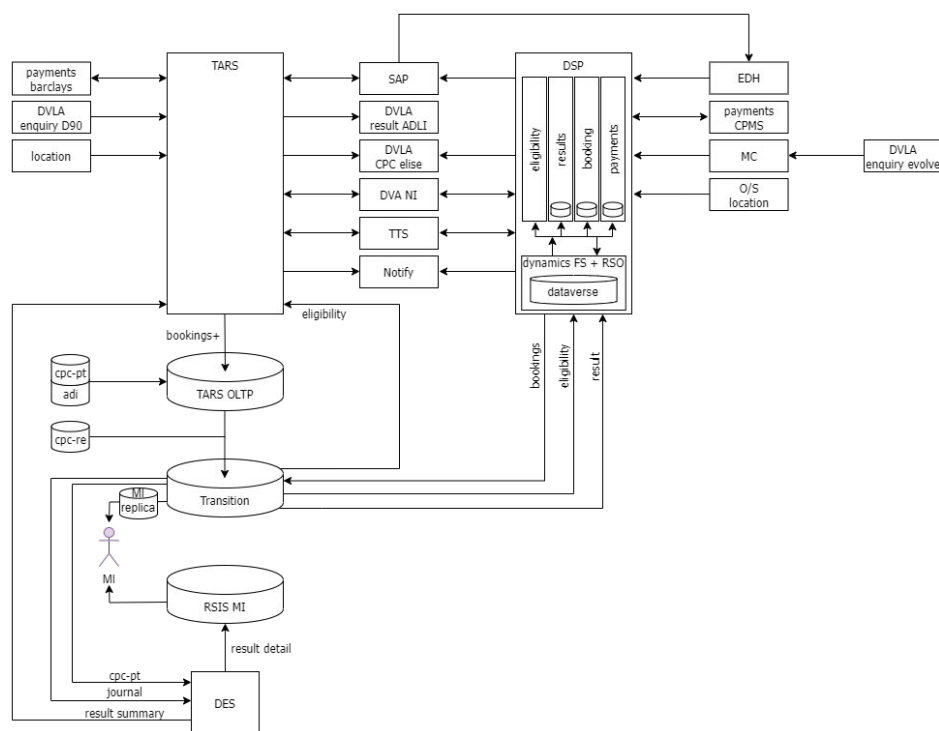 TARS
DSP
payments
barclays
SAP
EDH
DVLA
enquiry D90
DVLA
result ADLI
payments
CPMS
location
DVLA
CPC elise
MC
DVLA
enquiry evolve
DVA NI
O/S
location
TTS
Notify
eligibility
results
booking
payments
dynamics FS + RSO
dataverse
eligibility
bookings+
bookings
eligibility
result
cpc-pt
adi
TARS OLTP
cpc-re
Transition
MI
replica
MI
RSIS MI
result detail
cpc-pt
journal
result summary
DES